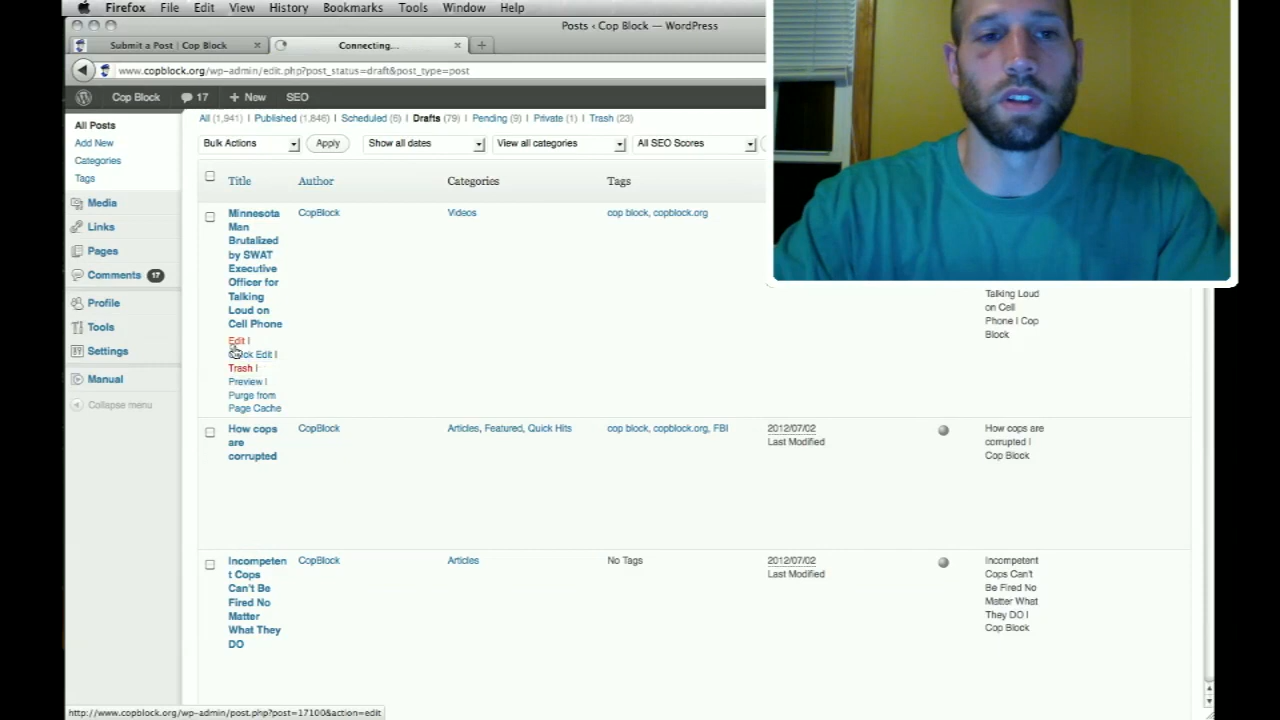 Firefox File Edit View History Bookmarks Tools Window Help
Posts ‹ Cop Block — WordPress
Submit a Post | Cop Block × Connecting... × +
www.copblock.org/wp-admin/edit.php?post_status=draft&post_type=post
Cop Block 17 + New SEO
All (1,941) | Published (1,846) | Scheduled (6) | Drafts (79) | Pending (9) | Private (1) | Trash (23)
All Posts
Add New
Categories
Tags
Media
Links
Pages
Comments 17
Profile
Tools
Settings
Manual
Collapse menu
Bulk Actions Apply Show all dates View all categories All SEO Scores
Title Author Categories Tags
Minnesota
Man
Brutalized
by SWAT
Executive
Officer for
Talking
Loud on
Cell Phone
Edit |
Quick Edit |
Trash |
Preview |
Purge from
Page Cache
CopBlock
Videos
cop block, copblock.org
Talking Loud
on Cell
Phone | Cop
Block
How cops
are
corrupted
CopBlock
Articles, Featured, Quick Hits
cop block, copblock.org, FBI
2012/07/02
Last Modified
How cops are
corrupted |
Cop Block
Incompeten
t Cops
Can't Be
Fired No
Matter
What They
DO
CopBlock
Articles
No Tags
2012/07/02
Last Modified
Incompetent
Cops Can't
Be Fired No
Matter What
They DO |
Cop Block
http://www.copblock.org/wp-admin/post.php?post=17100&action=edit